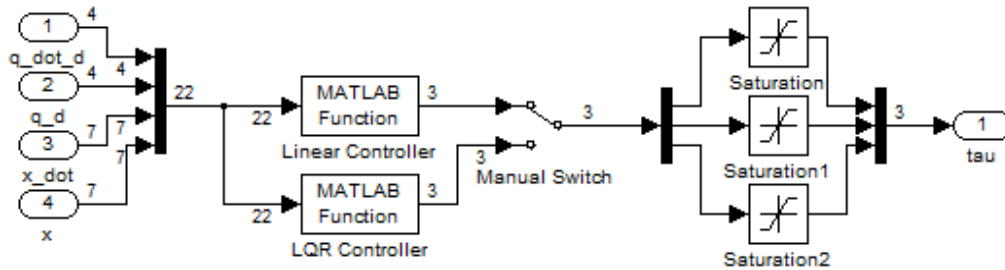 4
1
q_dot_d
4
4
2
q_d
7
7
3
x_dot
7
7
4
x
22
22
MATLAB
Function
3
Linear Controller
22
MATLAB
Function
3
LQR Controller
3
Manual Switch
3
Saturation
Saturation1
Saturation2
3
1
tau